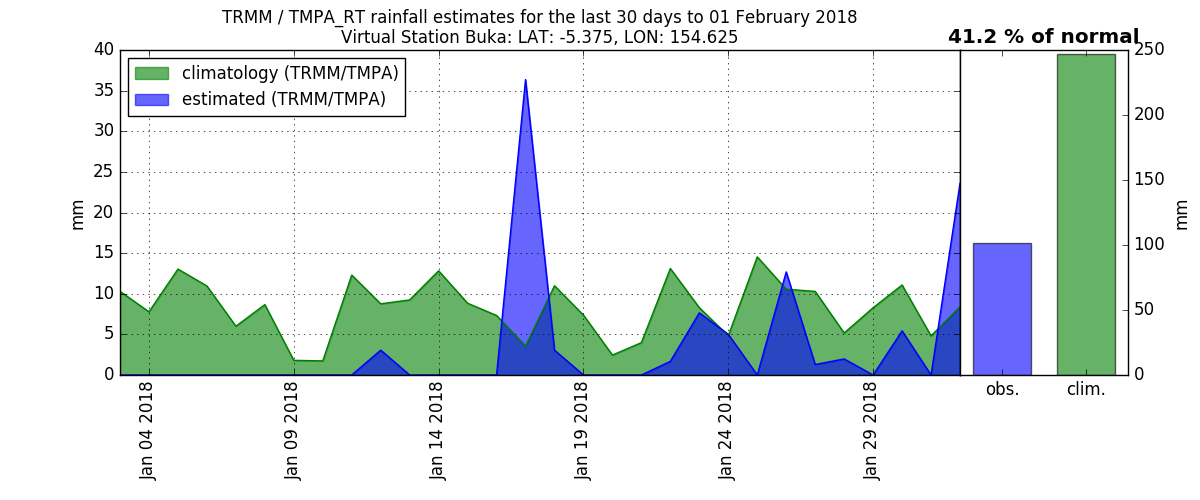 TRMM / TMPA_RT rainfall estimates for the last 30 days to 01 February 2018
Virtual Station Buka: LAT: -5.375, LON: 154.625
41.2 % of normal
climatology (TRMM/TMPA)
estimated (TRMM/TMPA)
40
35
30
25
20
15
10
5
0
mm
250
200
150
100
50
0
mm
obs.
clim.
Jan 04 2018
Jan 09 2018
Jan 14 2018
Jan 19 2018
Jan 24 2018
Jan 29 2018